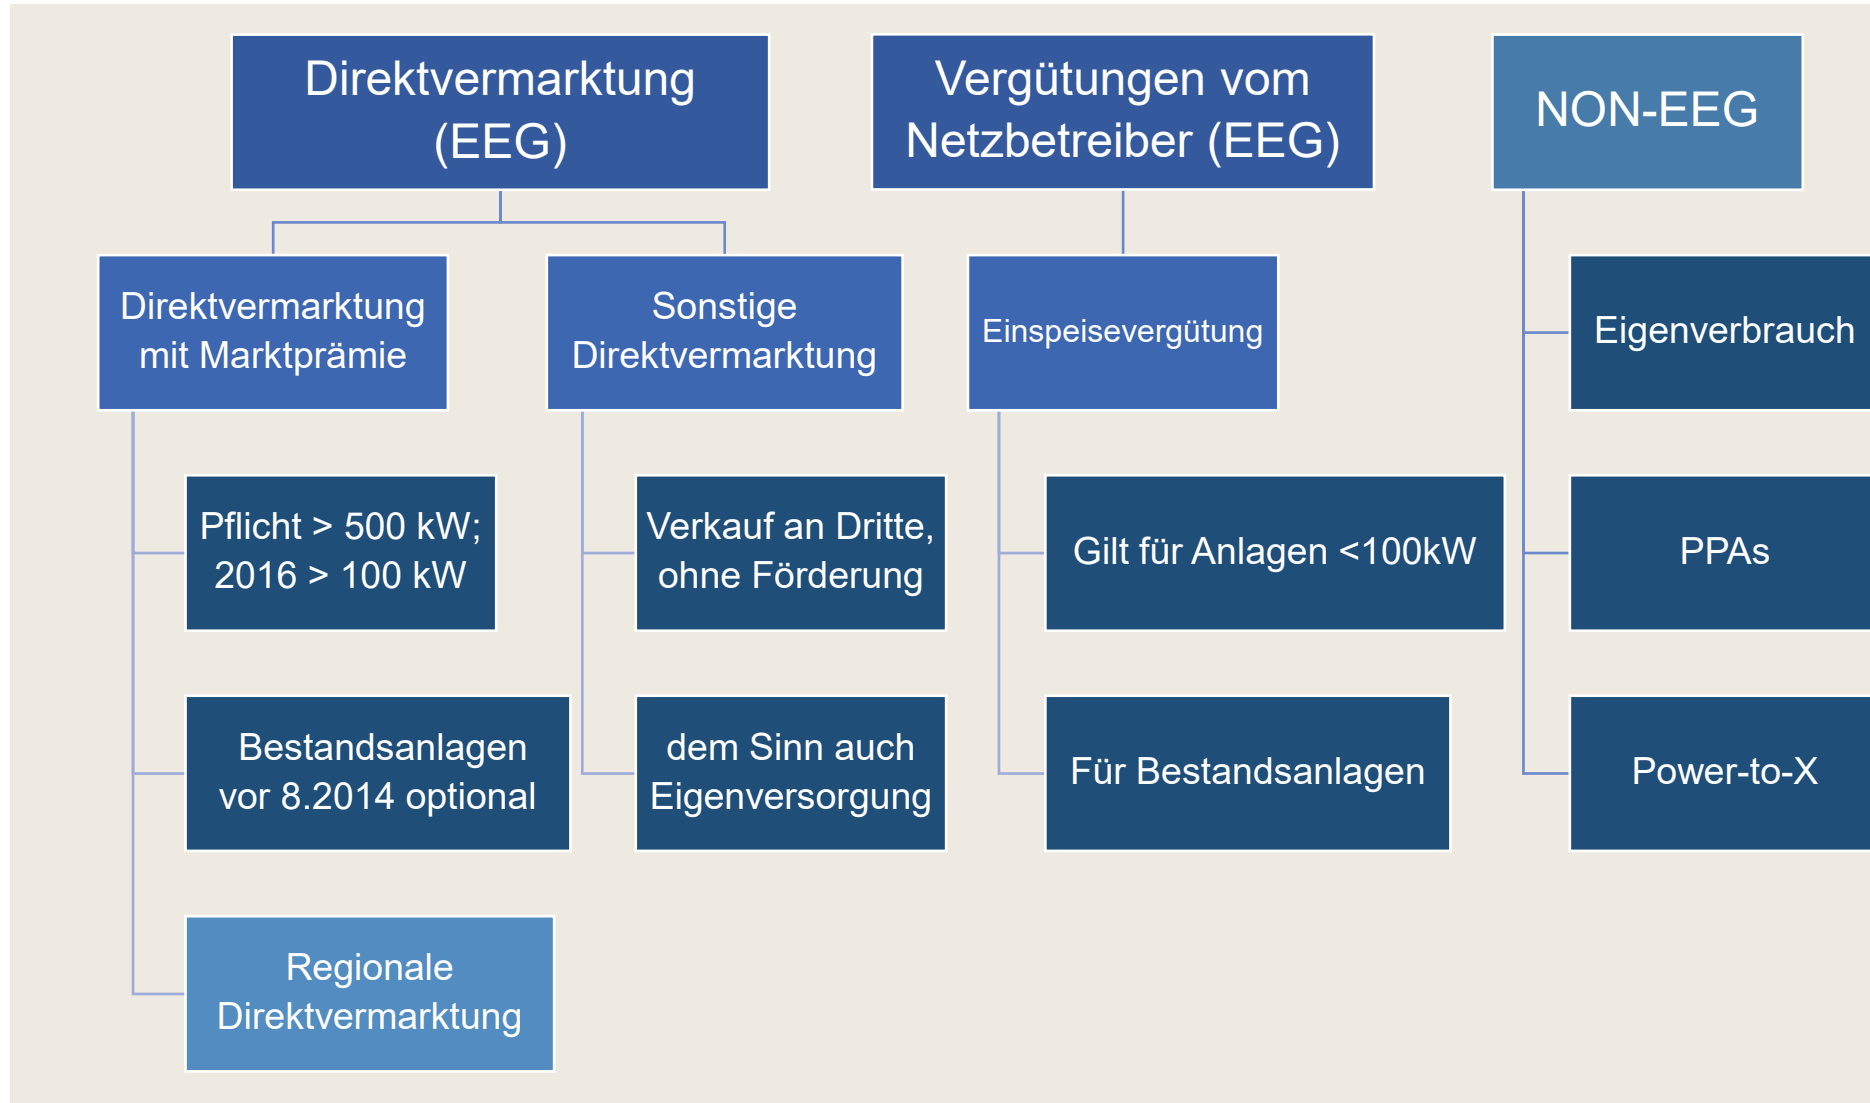 Direktvermarktung
(EEG)
Vergütungen vom
Netzbetreiber (EEG)
NON-EEG
Direktvermarktung
mit Marktprämie
Sonstige
Direktvermarktung
Einspeisevergütung
Eigenverbrauch
Pflicht > 500 kW;
2016 > 100 kW
Verkauf an Dritte,
ohne Förderung
Gilt für Anlagen <100kW
PPAs
Bestandsanlagen
vor 8.2014 optional
dem Sinn auch
Eigenversorgung
Für Bestandsanlagen
Power-to-X
Regionale
Direktvermarktung